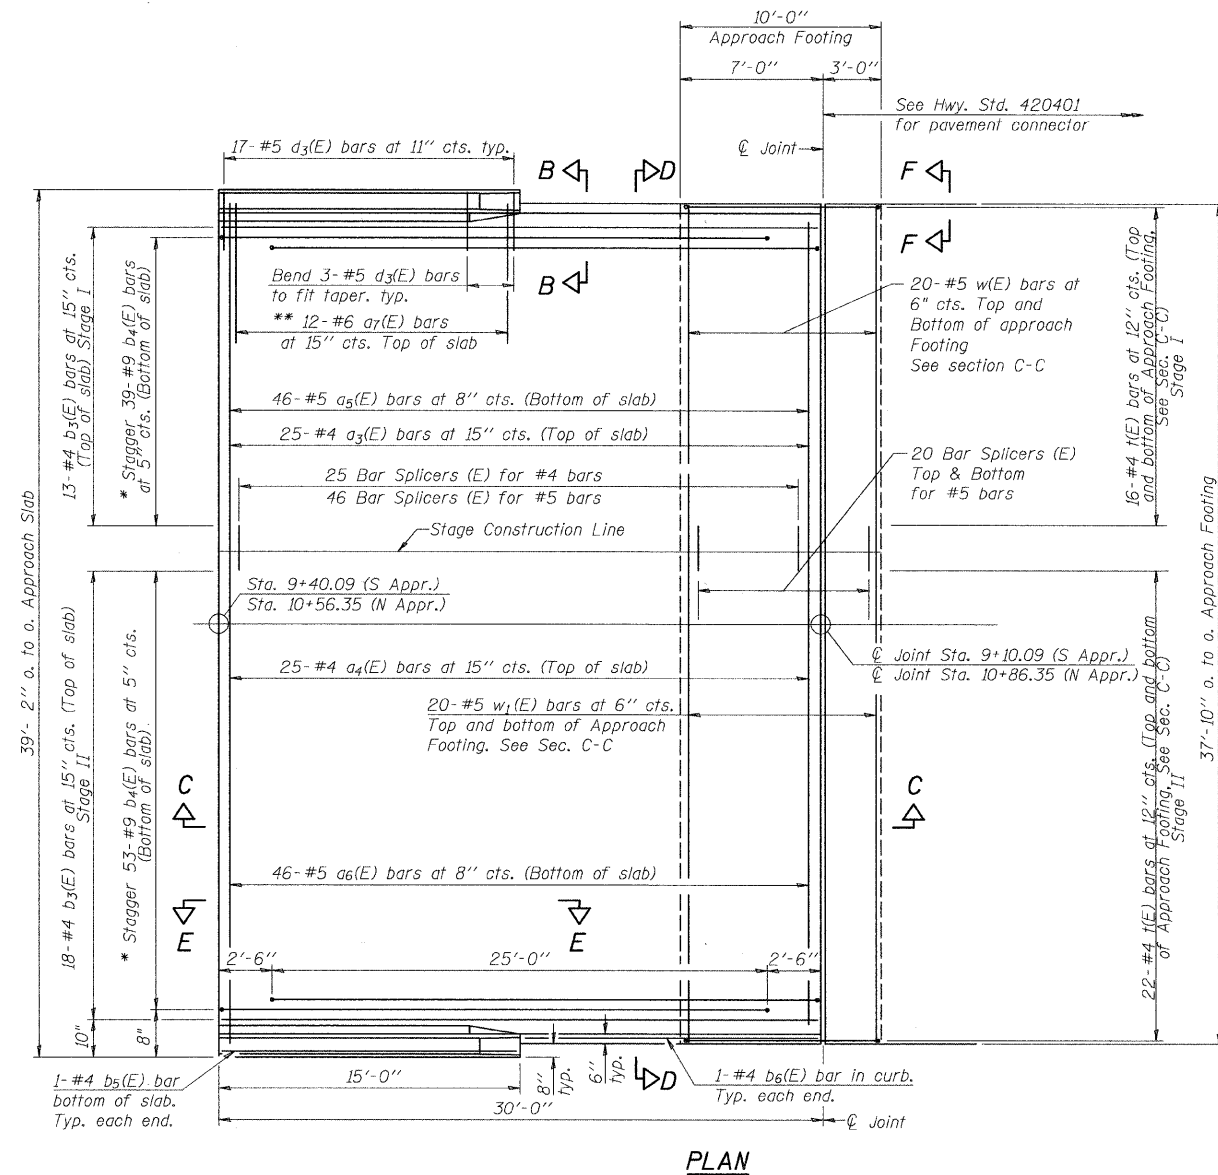 10'-0"
Approach Footing
7'-0"
3'-0"
See Hwy. Std. 420401
for pavement connector
17-#5 d3(E) bars at 11" cts. typ.
℄ Joint
B
D
F
F
B
Bend 3-#5 d3(E) bars
to fit taper. typ.
** 12-#6 a7(E) bars
at 15" cts. Top of slab
20-#5 w(E) bars at
6" cts. Top and
Bottom of approach
Footing
See section C-C
13-#4 b3(E) bars at 15" cts.
(Top of slab) Stage I
* Stagger 39-#9 b4(E) bars
at 5" cts. (Bottom of slab)
16-#4 t(E) bars at 12" cts. (Top
and bottom of Approach Footing,
See Sec. C-C)
Stage I
46-#5 a5(E) bars at 8" cts. (Bottom of slab)
25-#4 a3(E) bars at 15" cts. (Top of slab)
25 Bar Splicers (E) for #4 bars
46 Bar Splicers (E) for #5 bars
20 Bar Splicers (E)
Top & Bottom
for #5 bars
Stage Construction Line
39'-2" o. to o. Approach Slab
37'-10" o. to o. Approach Footing
Sta. 9+40.09 (S Appr.)
Sta. 10+56.35 (N Appr.)
℄ Joint Sta. 9+10.09 (S Appr.)
℄ Joint Sta. 10+86.35 (N Appr.)
25-#4 a4(E) bars at 15" cts. (Top of slab)
20-#5 w1(E) bars at 6" cts.
Top and bottom of Approach
Footing. See Sec. C-C
18-#4 b3(E) bars at 15" cts. (Top of slab)
Stage II
* Stagger 53-#9 b4(E) bars at 5" cts.
(Bottom of slab).
22-#4 t(E) bars at 12" cts. (Top and bottom
of Approach Footing, See Sec. C-C)
Stage II
C
C
46-#5 a6(E) bars at 8" cts. (Bottom of slab)
E
E
2'-6"
25'-0"
2'-6"
10"
8"
8"
typ.
6"
typ.
D
1-#4 b5(E) bar
bottom of slab.
Typ. each end.
15'-0"
1-#4 b6(E) bar in curb.
Typ. each end.
30'-0"
℄ Joint
PLAN